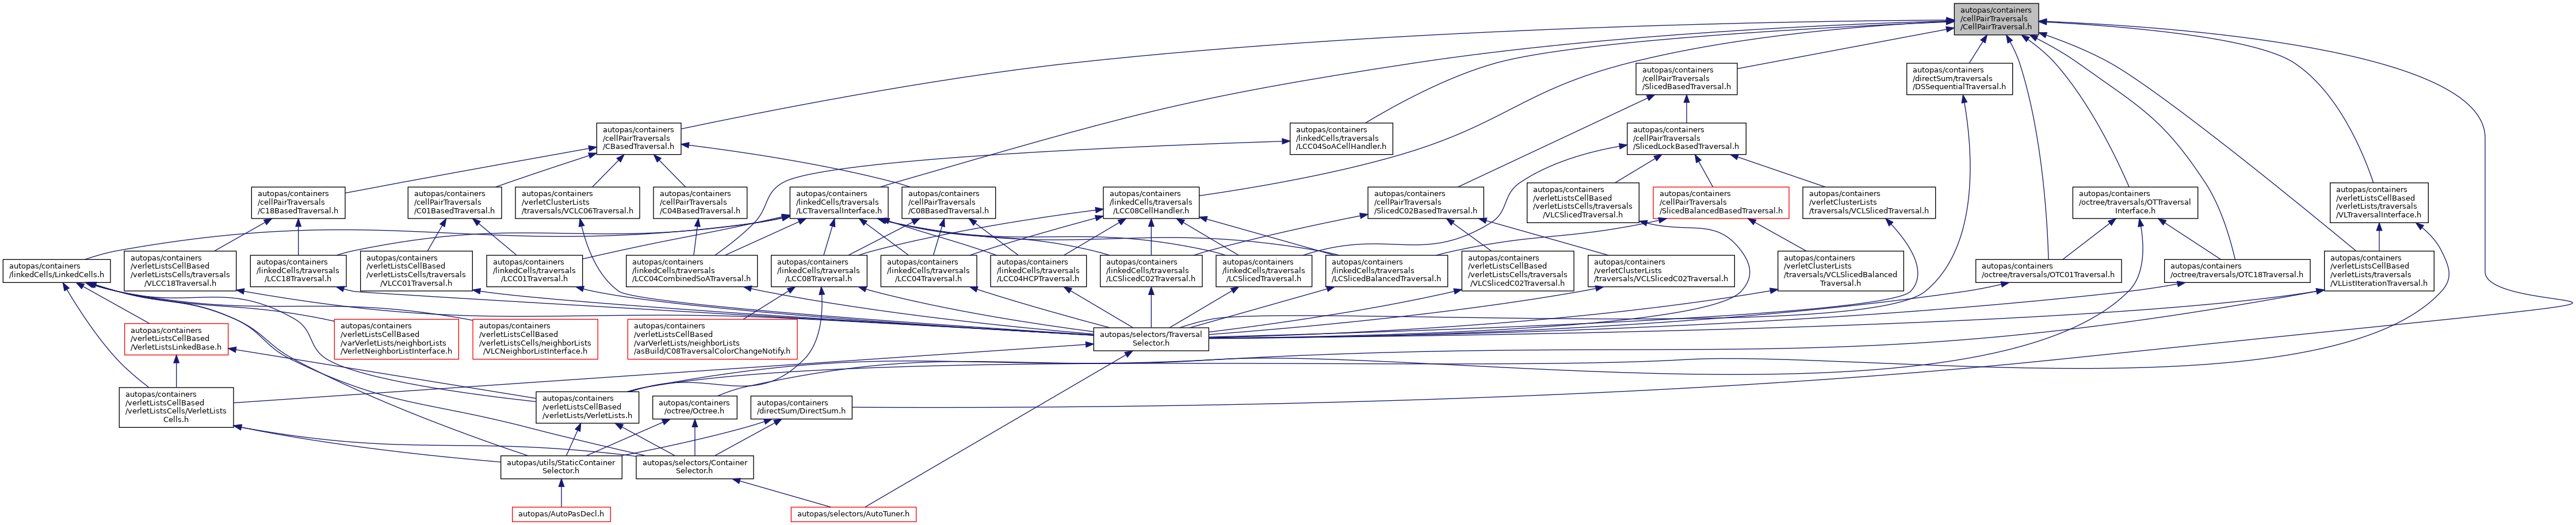 autopas/containers
/cellPairTraversals
/CellPairTraversal.h
autopas/containers
/cellPairTraversals
/SlicedBasedTraversal.h
autopas/containers
/directSum/traversals
/DSSequentialTraversal.h
autopas/containers
/cellPairTraversals
/CBasedTraversal.h
autopas/containers
/linkedCells/traversals
/LCC04SoACellHandler.h
autopas/containers
/cellPairTraversals
/SlicedLockBasedTraversal.h
autopas/containers
/cellPairTraversals
/C18BasedTraversal.h
autopas/containers
/cellPairTraversals
/C01BasedTraversal.h
autopas/containers
/verletClusterLists
/traversals/VCLC06Traversal.h
autopas/containers
/cellPairTraversals
/C04BasedTraversal.h
autopas/containers
/linkedCells/traversals
/LCTraversalInterface.h
autopas/containers
/cellPairTraversals
/C08BasedTraversal.h
autopas/containers
/linkedCells/traversals
/LCC08CellHandler.h
autopas/containers
/cellPairTraversals
/SlicedC02BasedTraversal.h
autopas/containers
/verletListsCellBased
/verletListsCells/traversals
/VLCSlicedTraversal.h
autopas/containers
/cellPairTraversals
/SlicedBalancedBasedTraversal.h
autopas/containers
/verletClusterLists
/traversals/VCLSlicedTraversal.h
autopas/containers
/octree/traversals/OTTraversal
Interface.h
autopas/containers
/verletListsCellBased
/verletLists/traversals
/VLTraversalInterface.h
autopas/containers
/linkedCells/LinkedCells.h
autopas/containers
/verletListsCellBased
/verletListsCells/traversals
/VLCC18Traversal.h
autopas/containers
/linkedCells/traversals
/LCC18Traversal.h
autopas/containers
/verletListsCellBased
/verletListsCells/traversals
/VLCC01Traversal.h
autopas/containers
/linkedCells/traversals
/LCC01Traversal.h
autopas/containers
/linkedCells/traversals
/LCC04CombinedSoATraversal.h
autopas/containers
/linkedCells/traversals
/LCC08Traversal.h
autopas/containers
/linkedCells/traversals
/LCC04Traversal.h
autopas/containers
/linkedCells/traversals
/LCC04HCPTraversal.h
autopas/containers
/linkedCells/traversals
/LCSlicedC02Traversal.h
autopas/containers
/linkedCells/traversals
/LCSlicedTraversal.h
autopas/containers
/linkedCells/traversals
/LCSlicedBalancedTraversal.h
autopas/containers
/verletListsCellBased
/verletListsCells/traversals
/VLCSlicedC02Traversal.h
autopas/containers
/verletClusterLists
/traversals/VCLSlicedC02Traversal.h
autopas/containers
/verletClusterLists
/traversals/VCLSlicedBalanced
Traversal.h
autopas/containers
/octree/traversals/OTC01Traversal.h
autopas/containers
/octree/traversals/OTC18Traversal.h
autopas/containers
/verletListsCellBased
/verletLists/traversals
/VLListIterationTraversal.h
autopas/containers
/verletListsCellBased
/VerletListsLinkedBase.h
autopas/containers
/verletListsCellBased
/varVerletLists/neighborLists
/VerletNeighborListInterface.h
autopas/containers
/verletListsCellBased
/verletListsCells/neighborLists
/VLCNeighborListInterface.h
autopas/containers
/verletListsCellBased
/varVerletLists/neighborLists
/asBuild/C08TraversalColorChangeNotify.h
autopas/selectors/Traversal
Selector.h
autopas/containers
/verletListsCellBased
/verletListsCells/VerletLists
Cells.h
autopas/containers
/verletListsCellBased
/verletLists/VerletLists.h
autopas/containers
/octree/Octree.h
autopas/containers
/directSum/DirectSum.h
autopas/utils/StaticContainer
Selector.h
autopas/selectors/Container
Selector.h
autopas/AutoPasDecl.h
autopas/selectors/AutoTuner.h